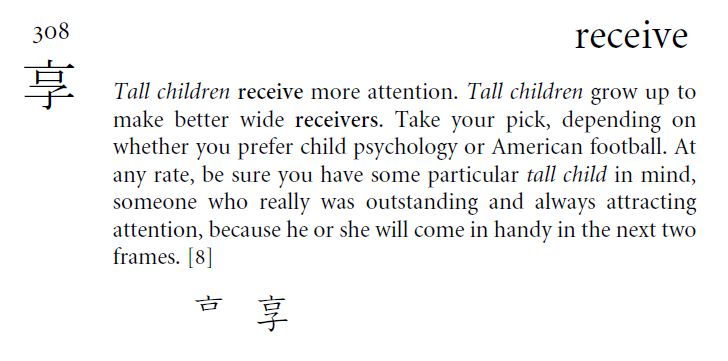 308
receive
享
Tall children receive more attention. Tall children grow up to
make better wide receivers. Take your pick, depending on
whether you prefer child psychology or American football. At
any rate, be sure you have some particular tall child in mind,
someone who really was outstanding and always attracting
attention, because he or she will come in handy in the next two
frames. [8]
𠮛 享